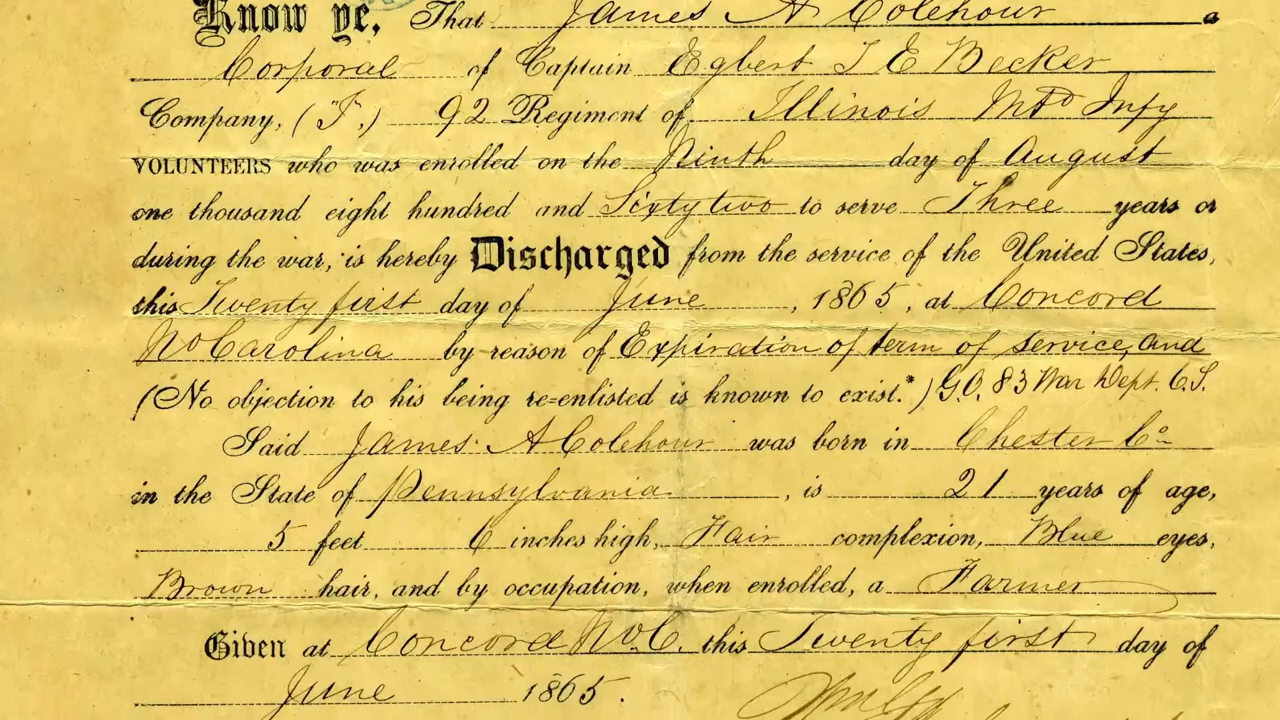 Know ye, That James A Colehour a
Corporal of Captain Egbert T E Becker
Company, (F,) 92 Regiment of Illinois Mtd Infy
VOLUNTEERS who was enrolled on the Ninth day of August
one thousand eight hundred and Sixty two to serve Three years or
during the war, is hereby Discharged from the service of the United States,
this Twenty first day of June, 1865, at Concord
No Carolina by reason of Expiration of term of service, and
(No objection to his being re=enlisted is known to exist.*) G.O. 83 War Dept. C.S.
Said James A Colehour was born in Chester Co
in the State of Pennsylvania, is 21 years of age,
5 feet 6 inches high, Fair complexion, Blue eyes,
Brown hair, and by occupation, when enrolled, a Farmer
Given at Concord N.C. this Twenty first day of
June 1865.